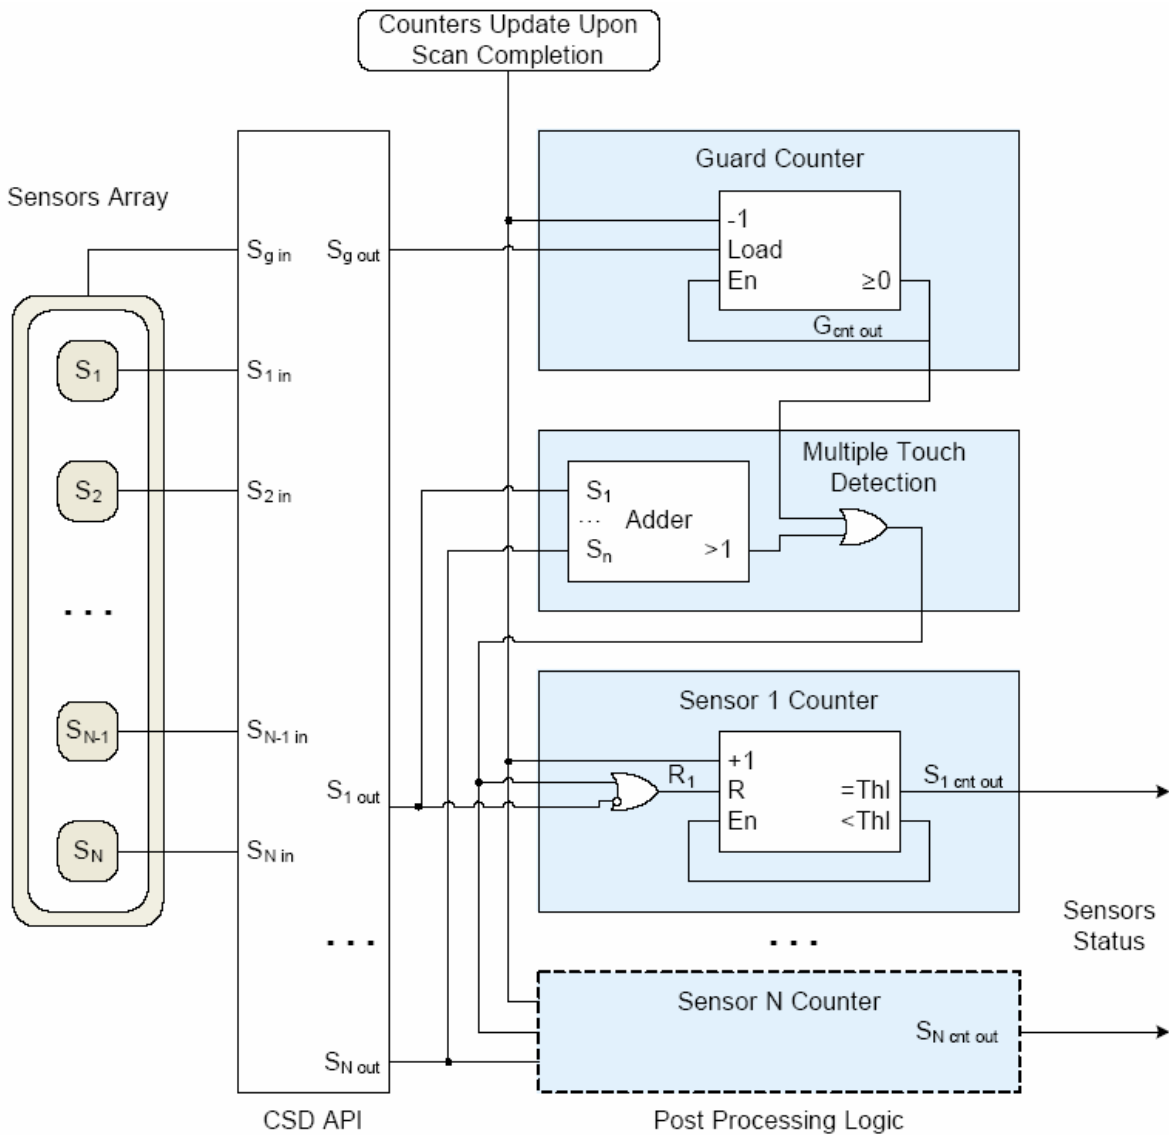 Counters Update Upon
Scan Completion
Sensors Array
S1
S2
...
SN-1
SN
Sg in
S1 in
S2 in
SN-1 in
SN in
Sg out
S1 out
...
SN out
CSD API
Guard Counter
-1
Load
En
≥0
Gcnt out
Multiple Touch
Detection
S1
...
Sn
Adder
>1
Sensor 1 Counter
R1
+1
R
En
=Thl
<Thl
S1 cnt out
...
Sensor N Counter
SN cnt out
Sensors
Status
Post Processing Logic